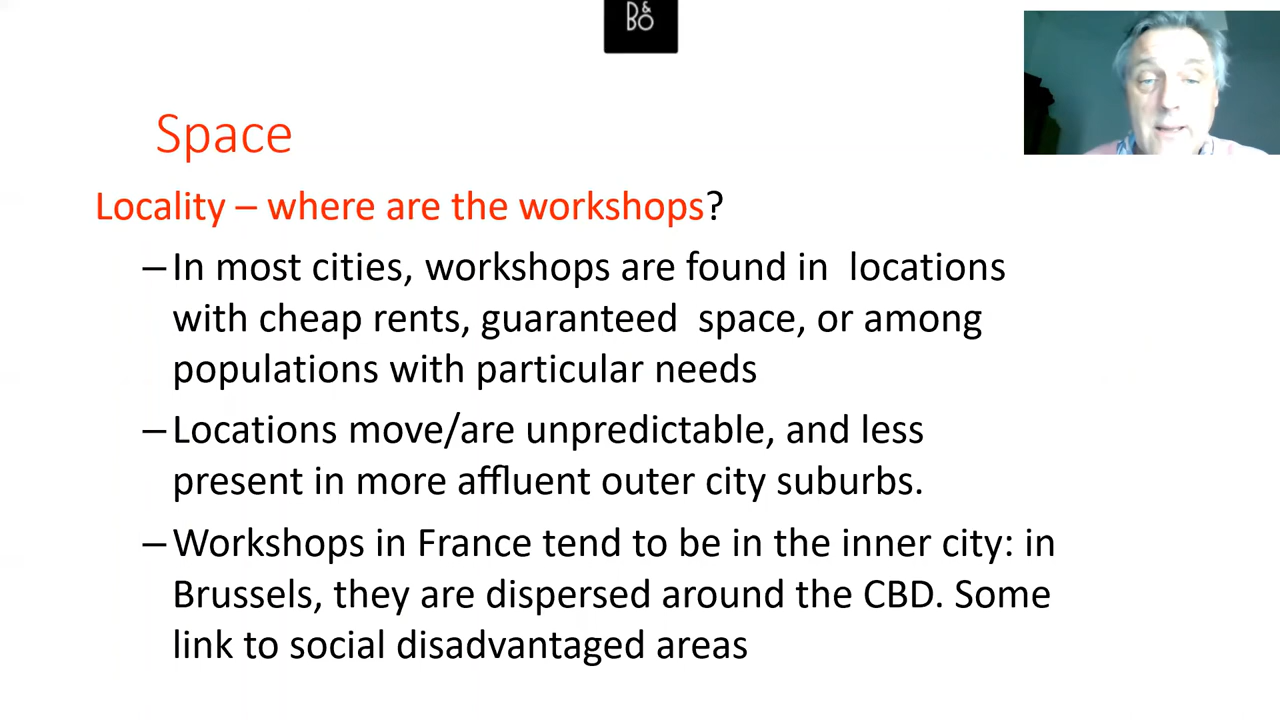 D&
BO
Space
Locality – where are the workshops?
–In most cities, workshops are found in  locations
with cheap rents, guaranteed  space, or among
populations with particular needs
–Locations move/are unpredictable, and less
present in more affluent outer city suburbs.
–Workshops in France tend to be in the inner city: in
Brussels, they are dispersed around the CBD. Some
link to social disadvantaged areas